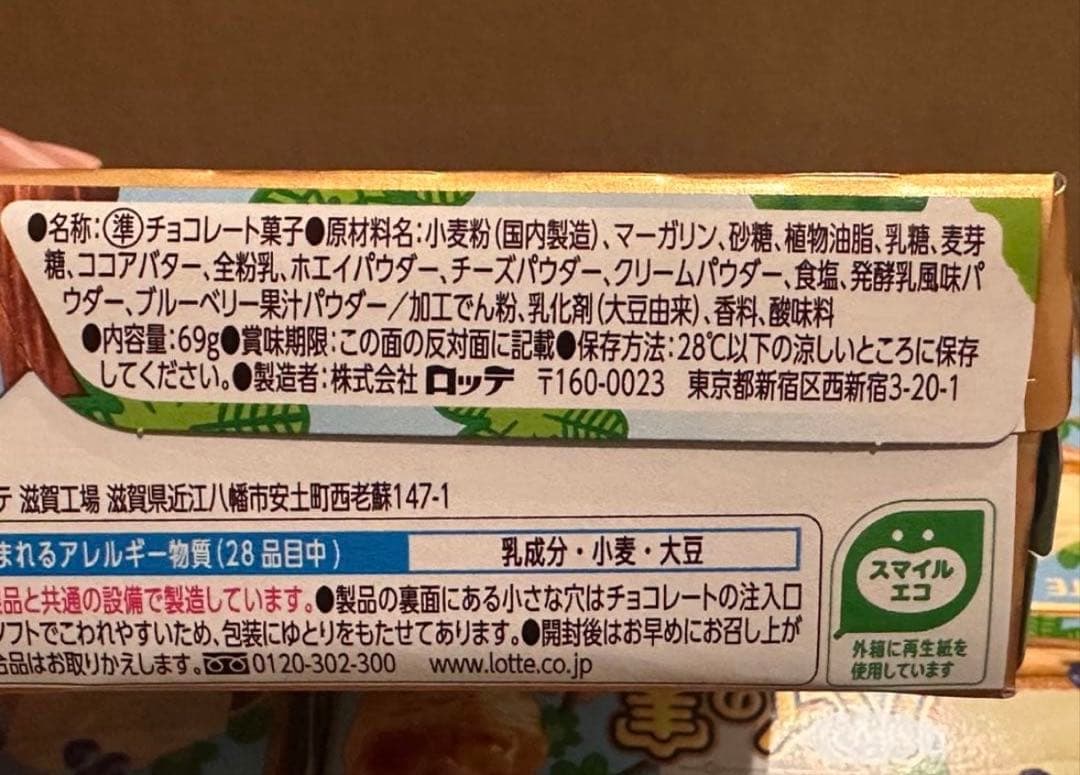 ●名称:準チョコレート菓子●原材料名:小麦粉(国内製造)、マーガリン、砂糖、植物油脂、乳糖、麦芽
糖、ココアバター、全粉乳、ホエイパウダー、チーズパウダー、クリームパウダー、食塩、発酵乳風味パ
ウダー、ブルーベリー果汁パウダー/加工でん粉、乳化剤(大豆由来)、香料、酸味料
●内容量:69g●賞味期限:この面の反対面に記載●保存方法:28℃以下の涼しいところに保存
してください。●製造者:株式会社 ロッテ 〒160-0023 東京都新宿区西新宿3-20-1
テ 滋賀工場 滋賀県近江八幡市安土町西老蘇147-1
まれるアレルギー物質(28品目中) 乳成分・小麦・大豆
品と共通の設備で製造しています。●製品の裏面にある小さな穴はチョコレートの注入口
ソフトでこわれやすいため、包装にゆとりをもたせてあります。●開封後はお早めにお召し上が
合品はお取りかえします。0120-302-300 www.lotte.co.jp
スマイル
エコ
外箱に再生紙を
使用しています